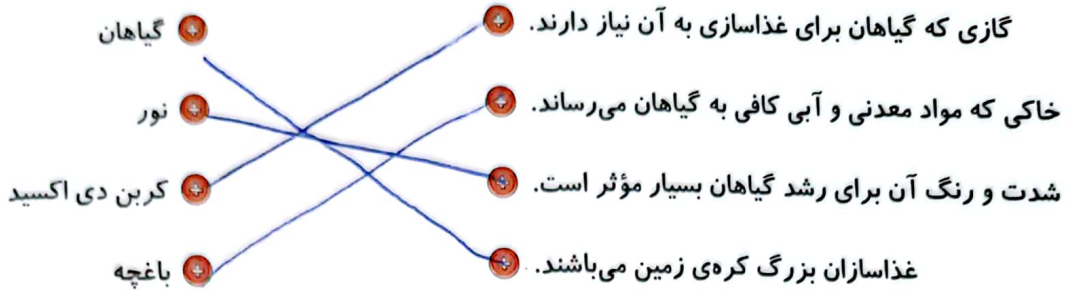 گازی که گیاهان برای غذاسازی به آن نیاز دارند.
گیاهان
خاکی که مواد معدنی و آبی کافی به گیاهان می‌رساند.
نور
شدت و رنگ آن برای رشد گیاهان بسیار مؤثر است.
کربن دی اکسید
غذاسازان بزرگ کره‌ی زمین می‌باشند.
باغچه